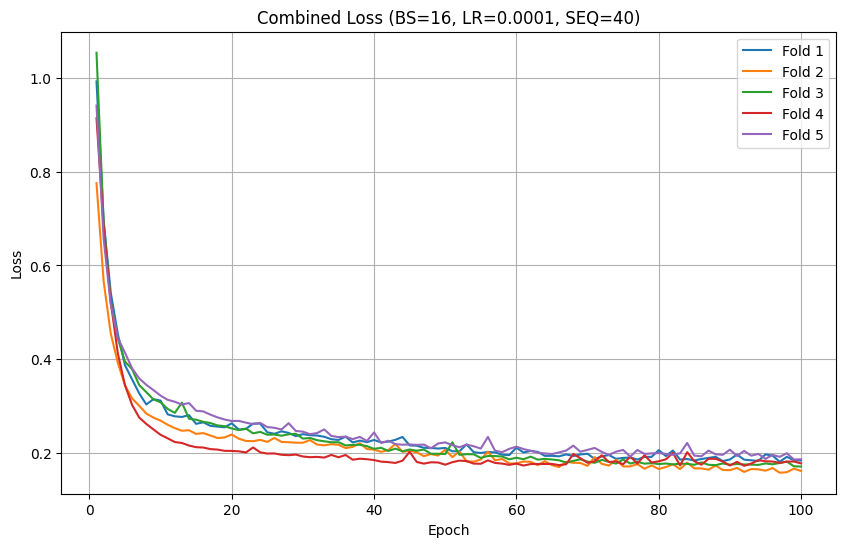 Combined Loss (BS=16, LR=0.0001, SEQ=40)
Fold 1
Fold 2
Fold 3
Fold 4
Fold 5
Loss
1.0
0.8
0.6
0.4
0.2
0
20
40
60
80
100
Epoch